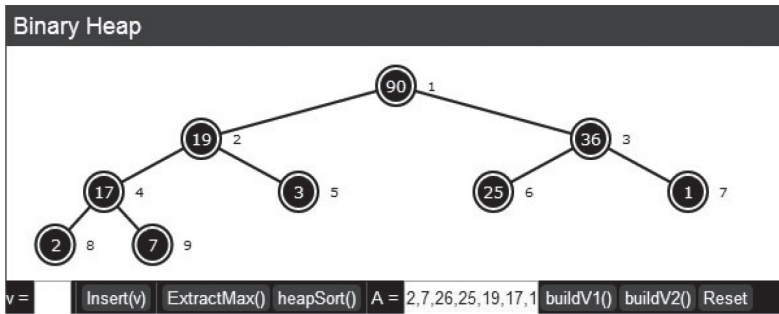 Binary Heap
90 1
19 2 36 3
17 4 3 5 25 6 1 7
2 8 7 9
v = Insert(v) ExtractMax() heapSort() A = 2,7,26,25,19,17,1 buildV1() buildV2() Reset